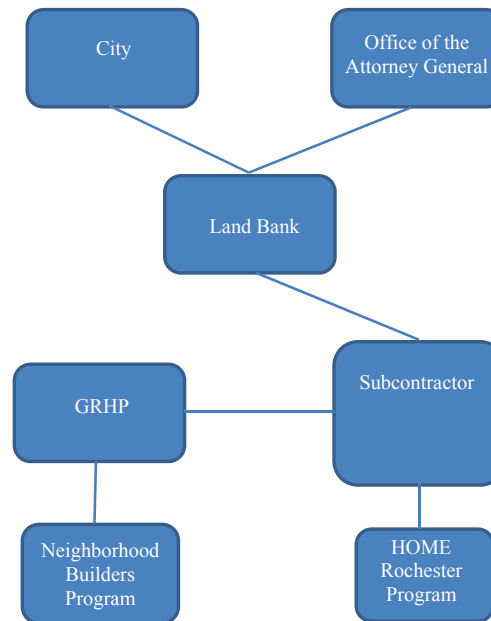 City
Office of the
Attorney General
Land Bank
Subcontractor
GRHP
Neighborhood
Builders
Program
HOME
Rochester
Program